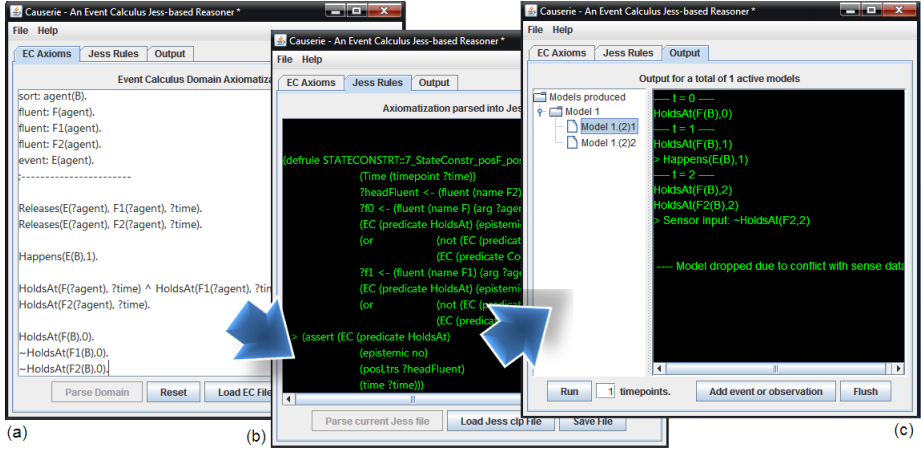 Causerie - An Event Calculus Jess-based Reasoner *
File Help
EC Axioms Jess Rules Output
Event Calculus Domain Axiomatiza
sort: agent(B).
fluent: F(agent).
fluent: F1(agent).
fluent: F2(agent).
event: E(agent).
;------------------------
Releases(E(?agent), F1(?agent), ?time).
Releases(E(?agent), F2(?agent), ?time).
Happens(E(B),1).
HoldsAt(F(?agent), ?time) ^ HoldsAt(F1(?agent), ?tim
HoldsAt(F2(?agent), ?time).
HoldsAt(F(B),0).
~HoldsAt(F1(B),0).
~HoldsAt(F2(B),0).
Parse Domain Reset Load EC File
(a)
Causerie - An Event Calculus Jess-based Reasoner *
File Help
EC Axioms Jess Rules Output
Axiomatization parsed into Jes
(defrule STATECONSTRT::7_StateConstr_posF_pos
(Time (timepoint ?time))
?headFluent <- (fluent (name F2)
?f0 <- (fluent (name F) (arg ?agen
(EC (predicate HoldsAt) (epistemi
(or (not (EC (predicat
(EC (predicate Co
?f1 <- (fluent (name F1) (arg ?age
(EC (predicate HoldsAt) (epistemi
(or (not (EC (predicat
(EC (predicat
> (assert (EC (predicate HoldsAt)
(epistemic no)
(posLtrs ?headFluent)
(time ?time)))
Parse current Jess file Load Jess clp File Save File
(b)
Causerie - An Event Calculus Jess-based Reasoner *
File Help
EC Axioms Jess Rules Output
Output for a total of 1 active models
Models produced
Model 1
Model 1.(2)1
Model 1.(2)2
---- t = 0 ----
HoldsAt(F(B),0)
---- t = 1 ----
HoldsAt(F(B),1)
> Happens(E(B),1)
---- t = 2 ----
HoldsAt(F(B),2)
HoldsAt(F2(B),2)
> Sensor input: ~HoldsAt(F2,2)
---- Model dropped due to conflict with sense data
Run 1 timepoints. Add event or observation Flush
(c)